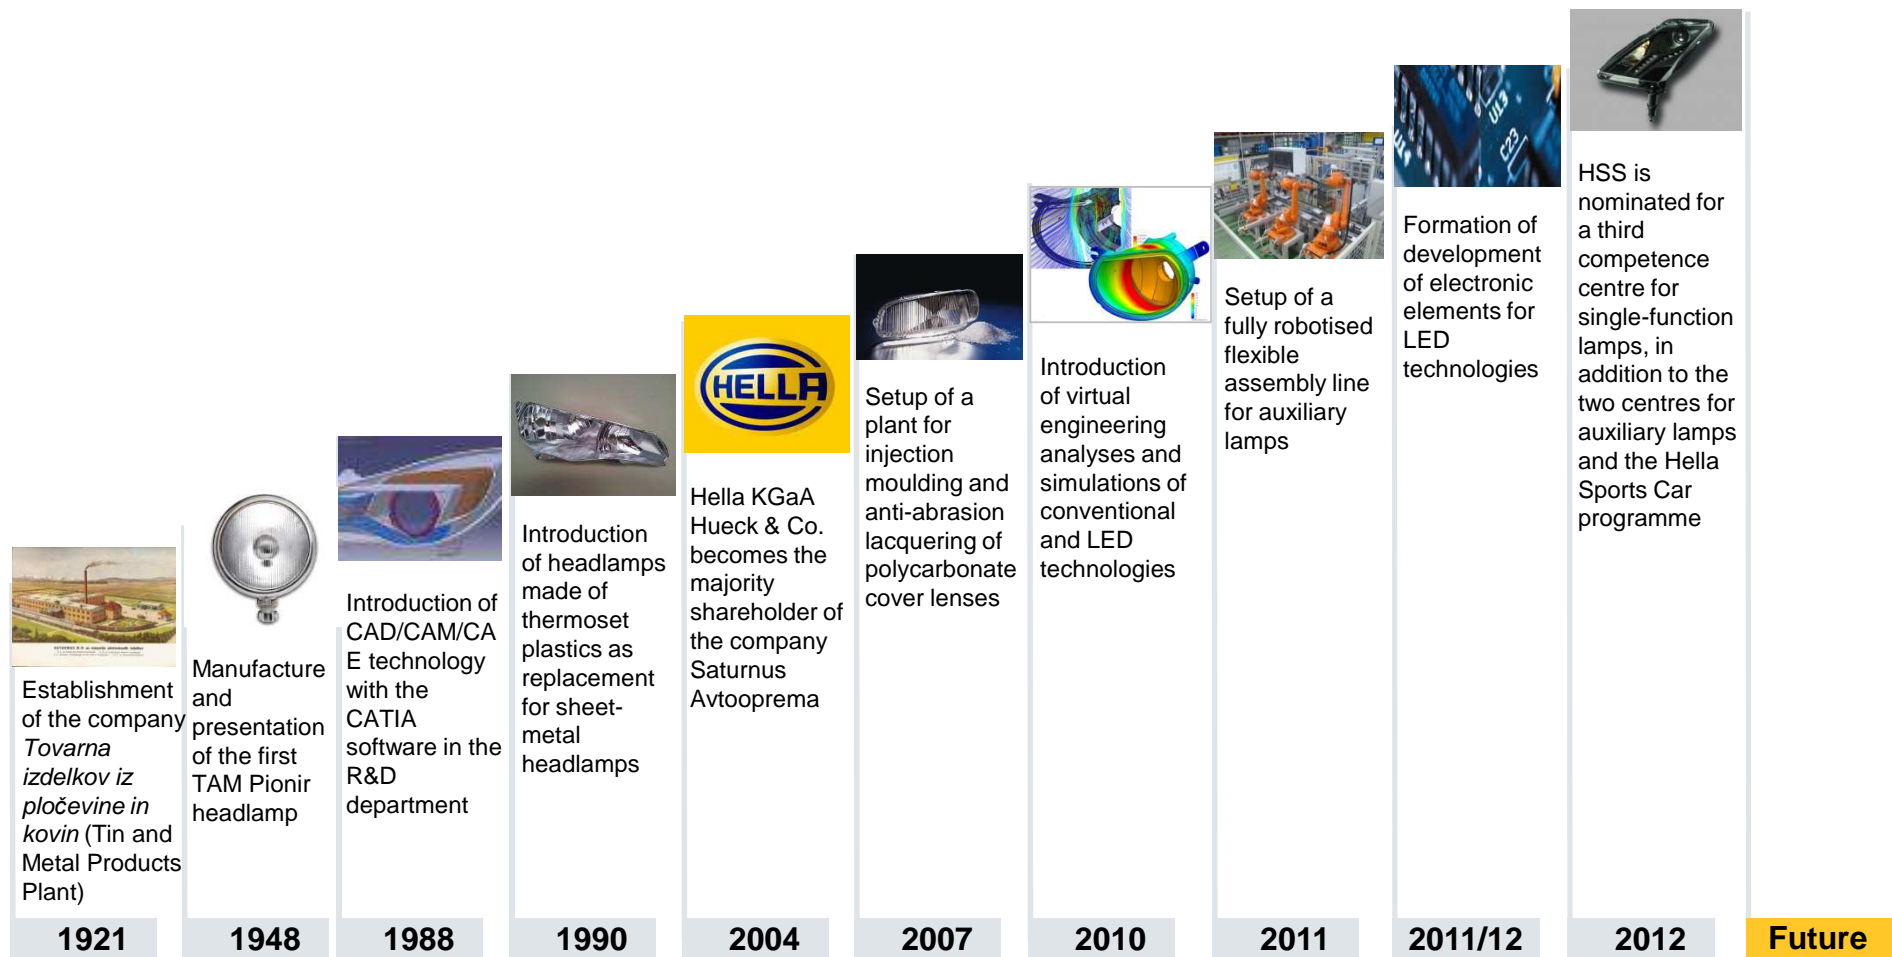 Establishment
of the company
Tovarna
izdelkov iz
pločevine in
kovin (Tin and
Metal Products
Plant)
1921
Manufacture
and
presentation
of the first
TAM Pionir
headlamp
1948
Introduction of
CAD/CAM/CA
E technology
with the
CATIA
software in the
R&D
department
1988
Introduction
of headlamps
made of
thermoset
plastics as
replacement
for sheet-
metal
headlamps
1990
HELLA
Hella KGaA
Hueck & Co.
becomes the
majority
shareholder of
the company
Saturnus
Avtooprema
2004
Setup of a
plant for
injection
moulding and
anti-abrasion
lacquering of
polycarbonate
cover lenses
2007
Introduction
of virtual
engineering
analyses and
simulations of
conventional
and LED
technologies
2010
Setup of a
fully robotised
flexible
assembly line
for auxiliary
lamps
2011
U14
U13
C23
Formation of
development
of electronic
elements for
LED
technologies
2011/12
HSS is
nominated for
a third
competence
centre for
single-function
lamps, in
addition to the
two centres for
auxiliary lamps
and the Hella
Sports Car
programme
2012
Future